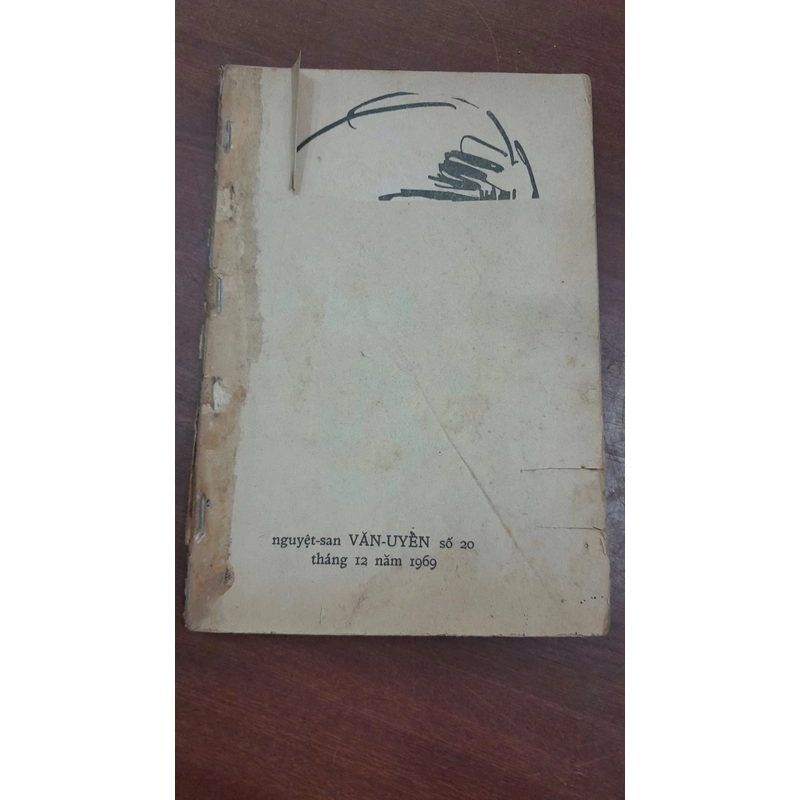 nguyệt-san VĂN-UYỂN số 20
tháng 12 năm 1969